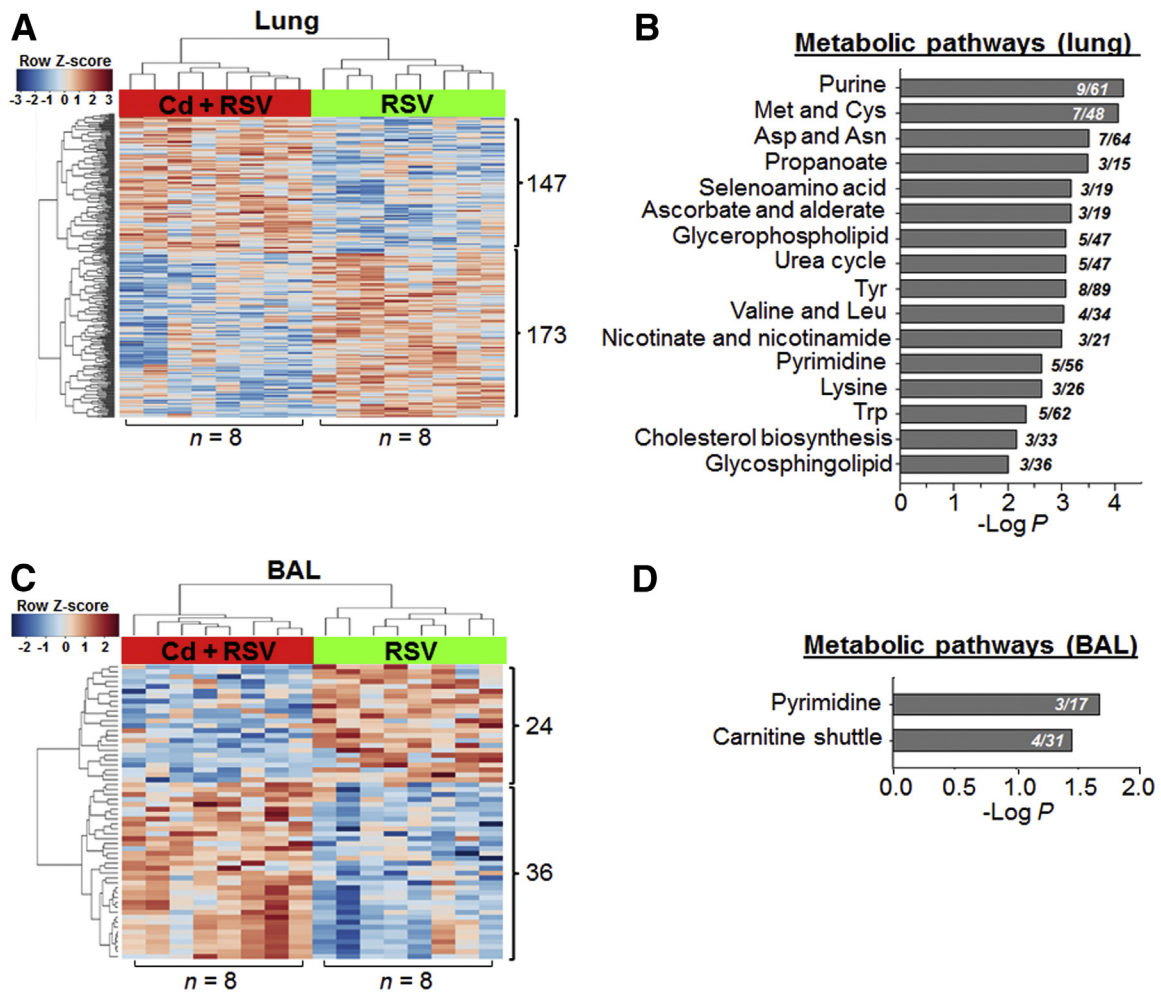 A
Lung
Row Z-score
-3 -2 -1 0 1 2 3
Cd + RSV
RSV
147
173
n = 8
n = 8
B
Metabolic pathways (lung)
Purine 9/61
Met and Cys 7/48
Asp and Asn 7/64
Propanoate 3/15
Selenoamino acid 3/19
Ascorbate and alderate 3/19
Glycerophospholipid 5/47
Urea cycle 5/47
Tyr 8/89
Valine and Leu 4/34
Nicotinate and nicotinamide 3/21
Pyrimidine 5/56
Lysine 3/26
Trp 5/62
Cholesterol biosynthesis 3/33
Glycosphingolipid 3/36
0 1 2 3 4
-Log P
C
BAL
Row Z-score
-2 -1 0 1 2
Cd + RSV
RSV
24
36
n = 8
n = 8
D
Metabolic pathways (BAL)
Pyrimidine 3/17
Carnitine shuttle 4/31
0.0 0.5 1.0 1.5 2.0
-Log P